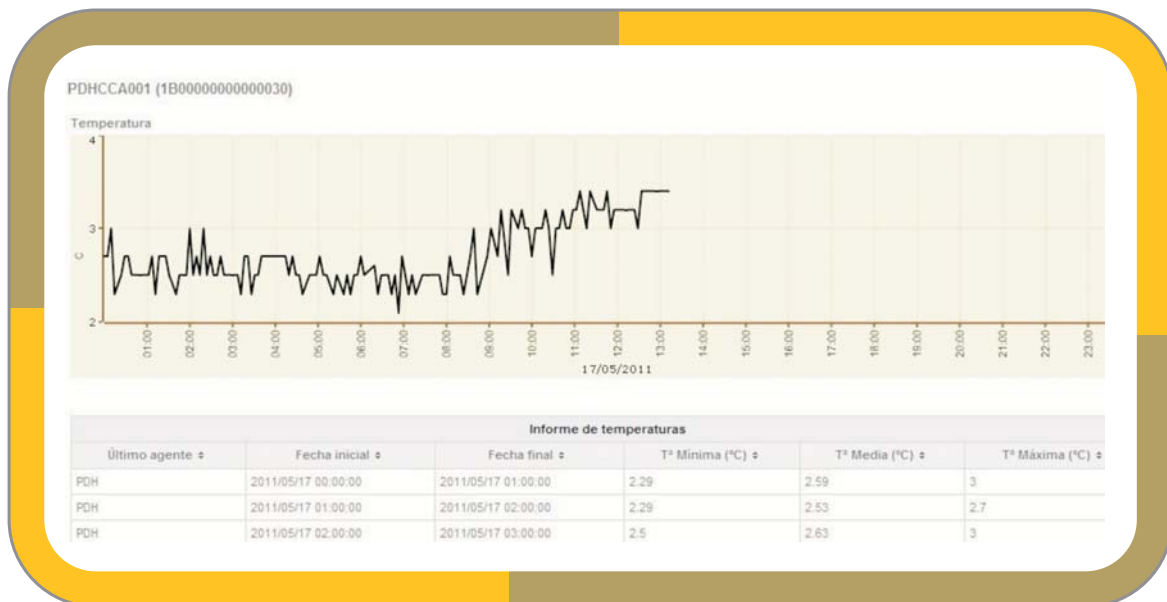 PDHCCA001 (1B00000000000030)
Temperatura
4
3
C
2
01:00 02:00 03:00 04:00 05:00 06:00 07:00 08:00 09:00 10:00 11:00 12:00 13:00 14:00 15:00 16:00 17:00 18:00 19:00 20:00 21:00 22:00 23:00
17/05/2011
Informe de temperaturas
Último agente Fecha inicial Fecha final Tª Mínima (ºC) Tª Media (ºC) Tª Máxima (ºC)
PDH 2011/05/17 00:00:00 2011/05/17 01:00:00 2.29 2.59 3
PDH 2011/05/17 01:00:00 2011/05/17 02:00:00 2.29 2.53 2.7
PDH 2011/05/17 02:00:00 2011/05/17 03:00:00 2.5 2.63 3